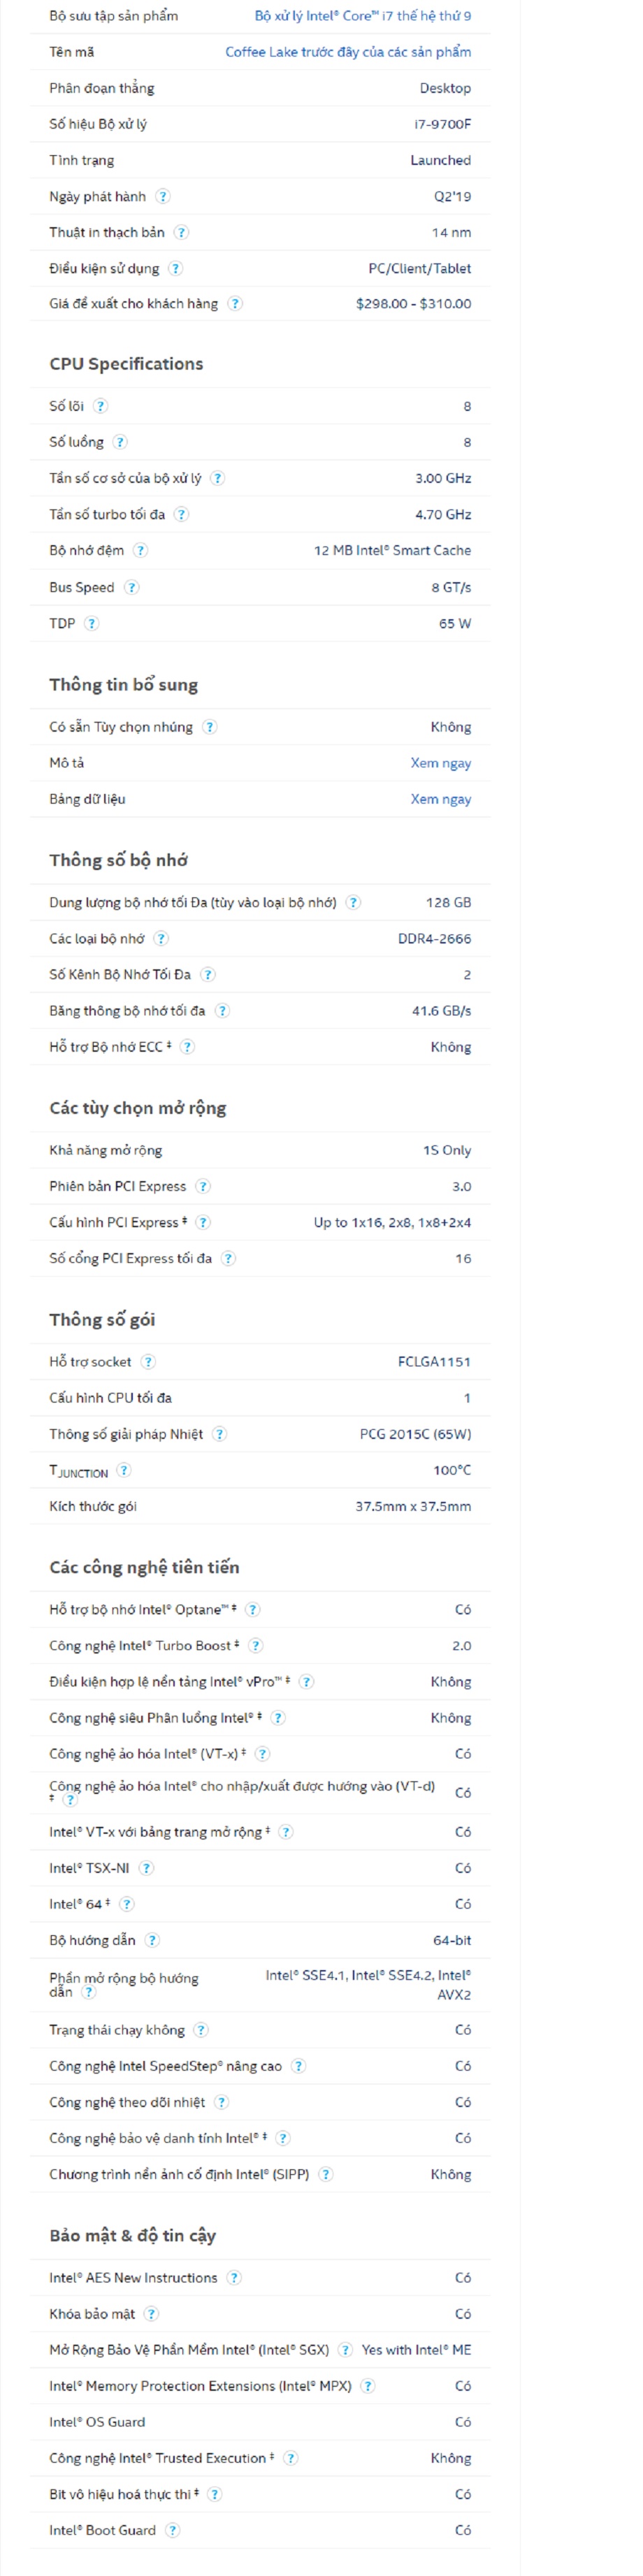 Bộ sưu tập sản phẩm Bộ xử lý Intel® Core™ i7 thế hệ thứ 9
Tên mã Coffee Lake trước đây của các sản phẩm
Phân đoạn thẳng Desktop
Số hiệu Bộ xử lý i7-9700F
Tình trạng Launched
Ngày phát hành ? Q2'19
Thuật in thạch bản ? 14 nm
Điều kiện sử dụng ? PC/Client/Tablet
Giá đề xuất cho khách hàng ? $298.00 - $310.00
CPU Specifications
Số lõi ? 8
Số luồng ? 8
Tần số cơ sở của bộ xử lý ? 3.00 GHz
Tần số turbo tối đa ? 4.70 GHz
Bộ nhớ đệm ? 12 MB Intel® Smart Cache
Bus Speed ? 8 GT/s
TDP ? 65 W
Thông tin bổ sung
Có sẵn Tùy chọn nhúng ? Không
Mô tả Xem ngay
Bảng dữ liệu Xem ngay
Thông số bộ nhớ
Dung lượng bộ nhớ tối Đa (tùy vào loại bộ nhớ) ? 128 GB
Các loại bộ nhớ ? DDR4-2666
Số Kênh Bộ Nhớ Tối Đa ? 2
Băng thông bộ nhớ tối đa ? 41.6 GB/s
Hỗ trợ Bộ nhớ ECC ‡ ? Không
Các tùy chọn mở rộng
Khả năng mở rộng 1S Only
Phiên bản PCI Express ? 3.0
Cấu hình PCI Express ‡ ? Up to 1x16, 2x8, 1x8+2x4
Số cổng PCI Express tối đa ? 16
Thông số gói
Hỗ trợ socket ? FCLGA1151
Cấu hình CPU tối đa 1
Thông số giải pháp Nhiệt ? PCG 2015C (65W)
TJUNCTION ? 100°C
Kích thước gói 37.5mm x 37.5mm
Các công nghệ tiên tiến
Hỗ trợ bộ nhớ Intel® Optane™ ‡ ? Có
Công nghệ Intel® Turbo Boost ‡ ? 2.0
Điều kiện hợp lệ nền tảng Intel® vPro™ ‡ ? Không
Công nghệ siêu Phân luồng Intel® ‡ ? Không
Công nghệ ảo hóa Intel® (VT-x) ‡ ? Có
Công nghệ ảo hóa Intel® cho nhập/xuất được hướng vào (VT-d) Có
‡ ?
Intel® VT-x với bảng trang mở rộng ‡ ? Có
Intel® TSX-NI ? Có
Intel® 64 ‡ ? Có
Bộ hướng dẫn ? 64-bit
Phần mở rộng bộ hướng Intel® SSE4.1, Intel® SSE4.2, Intel®
dẫn ? AVX2
Trạng thái chạy không ? Có
Công nghệ Intel SpeedStep® nâng cao ? Có
Công nghệ theo dõi nhiệt ? Có
Công nghệ bảo vệ danh tính Intel® ‡ ? Có
Chương trình nền ảnh cố định Intel® (SIPP) ? Không
Bảo mật & độ tin cậy
Intel® AES New Instructions ? Có
Khóa bảo mật ? Có
Mở Rộng Bảo Vệ Phần Mềm Intel® (Intel® SGX) ? Yes with Intel® ME
Intel® Memory Protection Extensions (Intel® MPX) ? Có
Intel® OS Guard Có
Công nghệ Intel® Trusted Execution ‡ ? Không
Bit vô hiệu hoá thực thi ‡ ? Có
Intel® Boot Guard ? Có